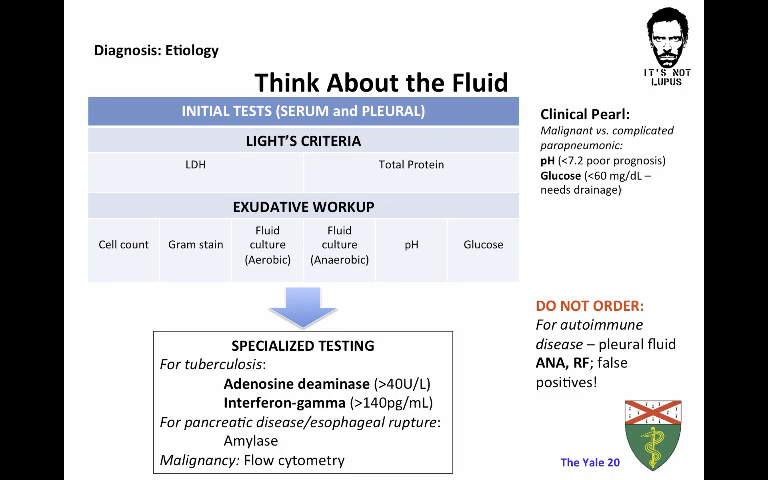 Diagnosis: Etiology
IT'S NOT
LUPUS
Think About the Fluid
INITIAL TESTS (SERUM and PLEURAL)
LIGHT'S CRITERIA
LDH
Total Protein
EXUDATIVE WORKUP
Cell count
Gram stain
Fluid
culture
(Aerobic)
Fluid
culture
(Anaerobic)
pH
Glucose
Clinical Pearl:
Malignant vs. complicated
parapneumonic:
pH (<7.2 poor prognosis)
Glucose (<60 mg/dL –
needs drainage)
SPECIALIZED TESTING
For tuberculosis:
Adenosine deaminase (>40U/L)
Interferon-gamma (>140pg/mL)
For pancreatic disease/esophageal rupture:
Amylase
Malignancy: Flow cytometry
DO NOT ORDER:
For autoimmune
disease – pleural fluid
ANA, RF; false
positives!
The Yale 20